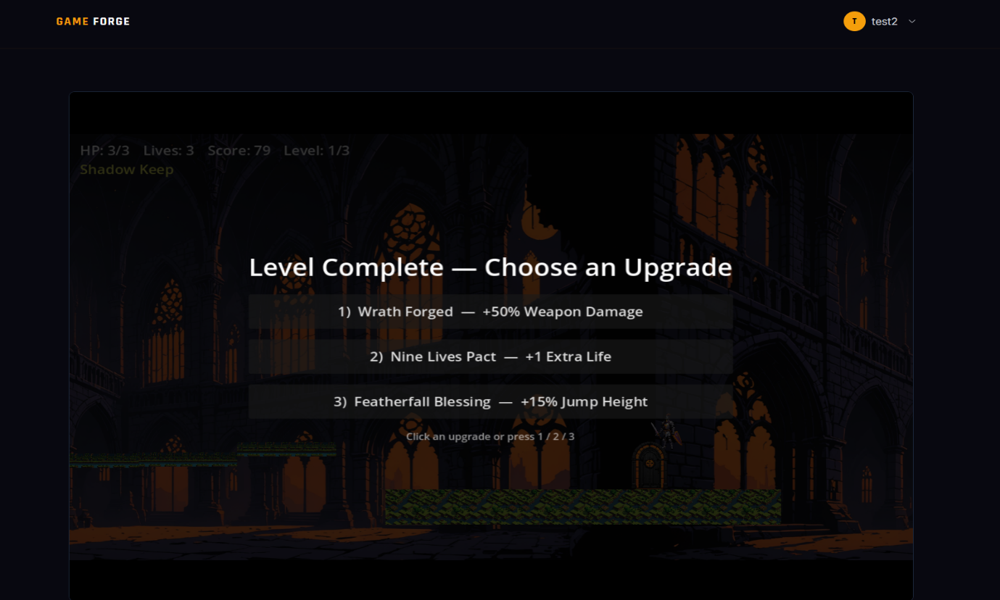 GAME FORGE
T test2
HP: 3/3 Lives: 3 Score: 79 Level: 1/3
Shadow Keep
Level Complete — Choose an Upgrade
1) Wrath Forged — +50% Weapon Damage
2) Nine Lives Pact — +1 Extra Life
3) Featherfall Blessing — +15% Jump Height
Click an upgrade or press 1 / 2 / 3